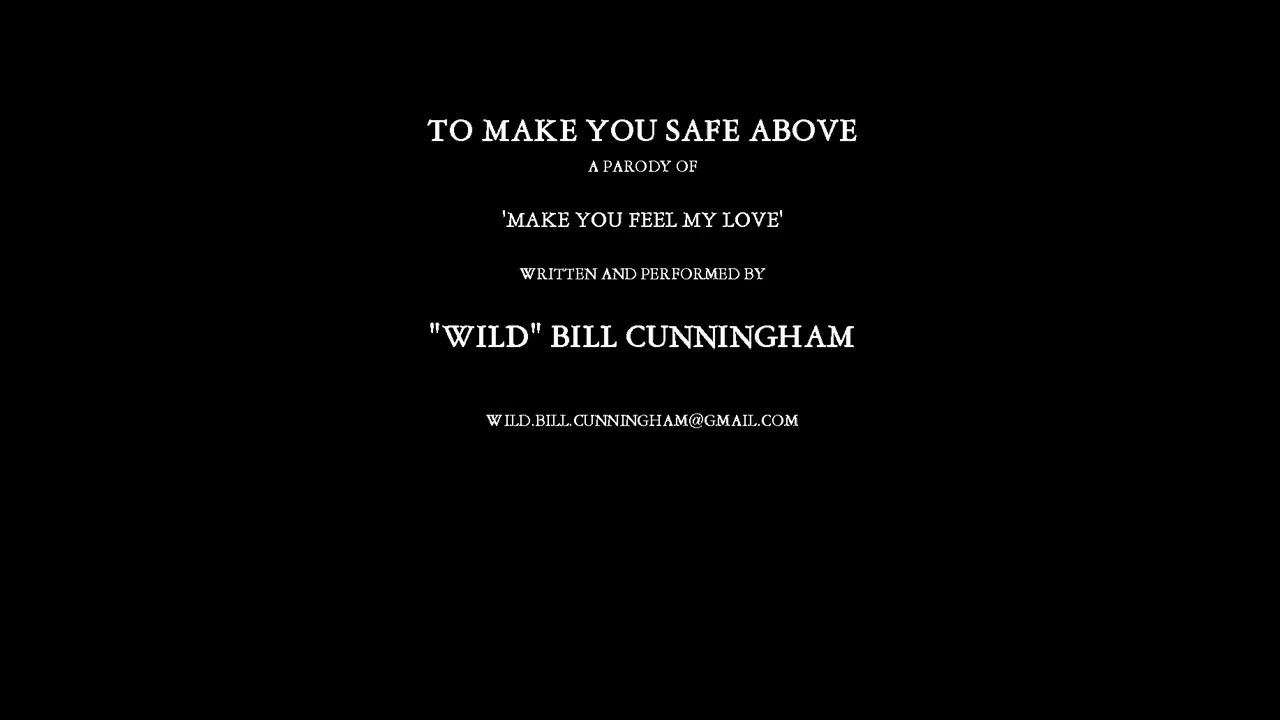 TO MAKE YOU SAFE ABOVE
A PARODY OF
'MAKE YOU FEEL MY LOVE'
WRITTEN AND PERFORMED BY
"WILD" BILL CUNNINGHAM
WILD.BILL.CUNNINGHAM@GMAIL.COM